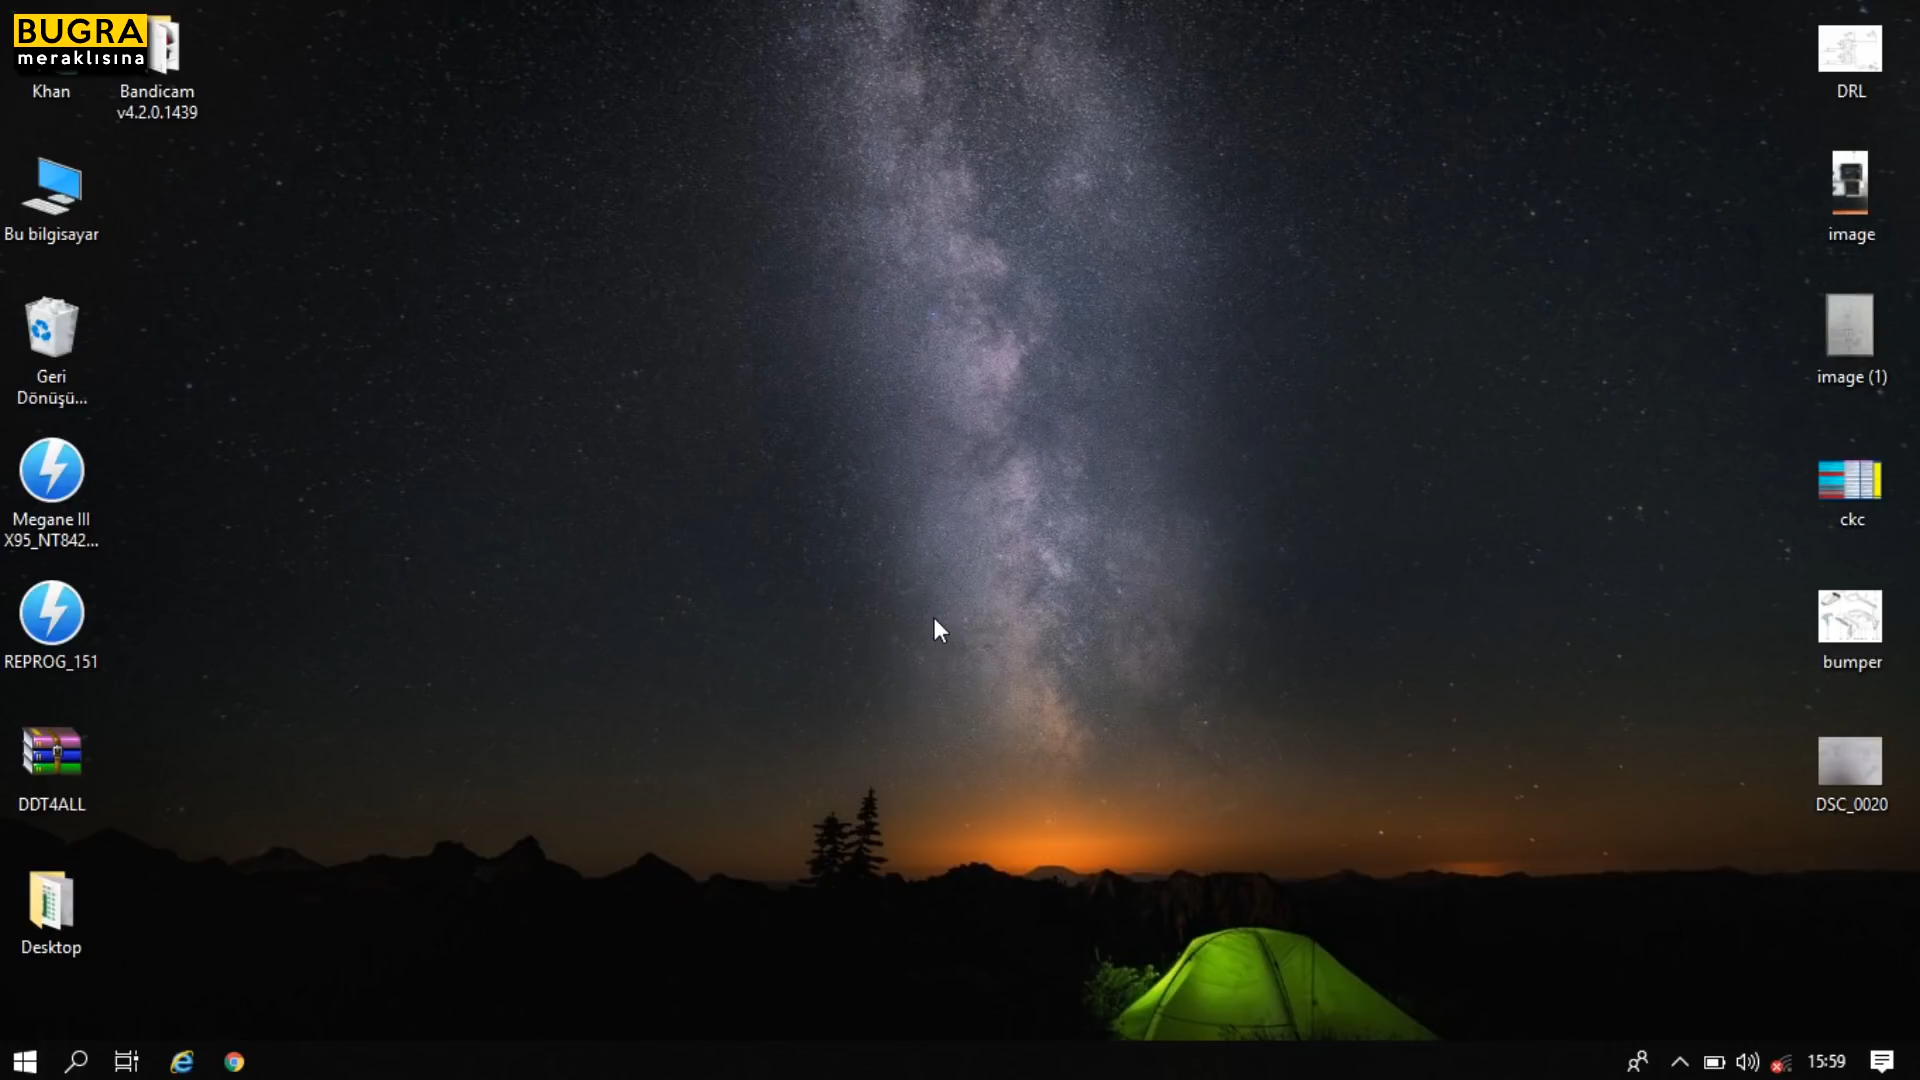 BUGRA
meraklısına
Khan
Bandicam
v4.2.0.1439
Bu bilgisayar
Geri
Dönüşü...
Megane III
X95_NT842...
REPROG_151
DDT4ALL
Desktop
DRL
image
image (1)
ckc
bumper
DSC_0020
15:59